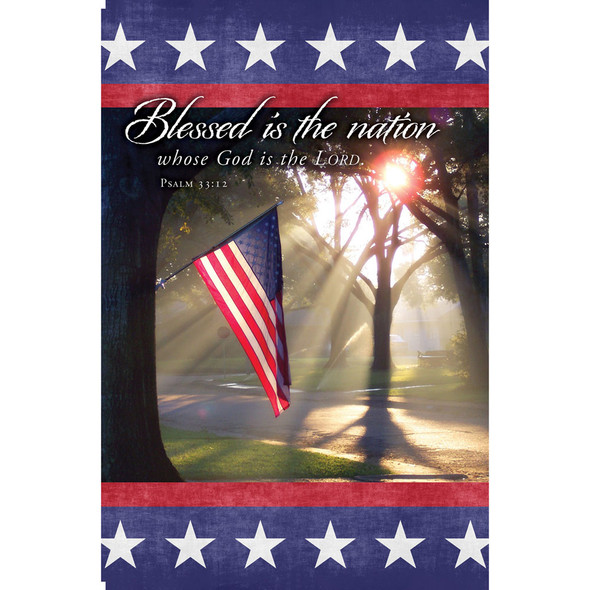 Blessed is the nation
whose God is the LORD.
PSALM 33:12